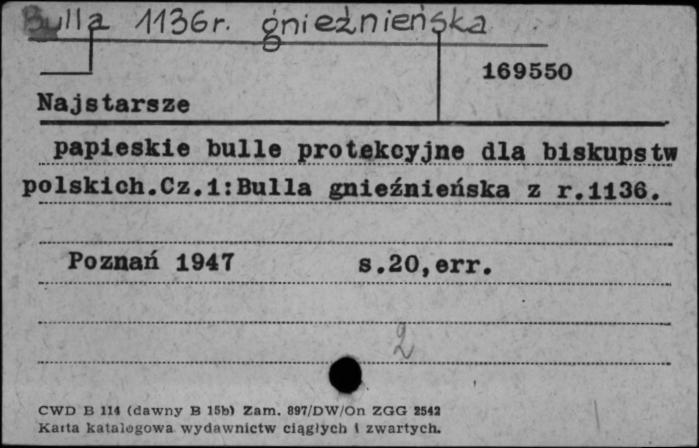 Bulla 1136r. gnieźnieńska
169550
Najstarsze
papieskie bulle protekcyjne dla biskupstw
polskich.Cz.1:Bulla gnieźnieńska z r.1136.
Poznań 1947 s.20,err.
2
CWD B 114 (dawny B 15b) Zam. 897/DW/On ZGG 2542
Karta katalogowa wydawnictw ciągłych i zwartych.